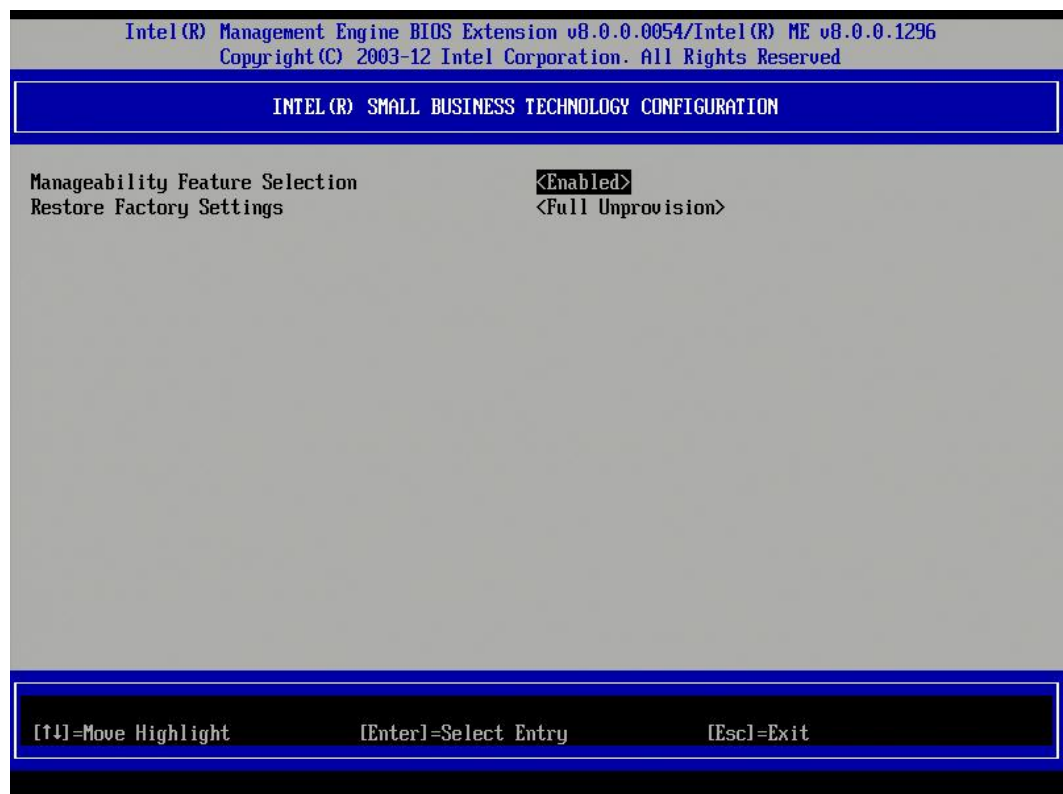 Intel(R) Management Engine BIOS Extension v8.0.0.0054/Intel(R) ME v8.0.0.1296
Copyright(C) 2003-12 Intel Corporation. All Rights Reserved
INTEL(R) SMALL BUSINESS TECHNOLOGY CONFIGURATION
Manageability Feature Selection <Enabled>
Restore Factory Settings <Full Unprovision>
[↑↓]=Move Highlight [Enter]=Select Entry [Esc]=Exit